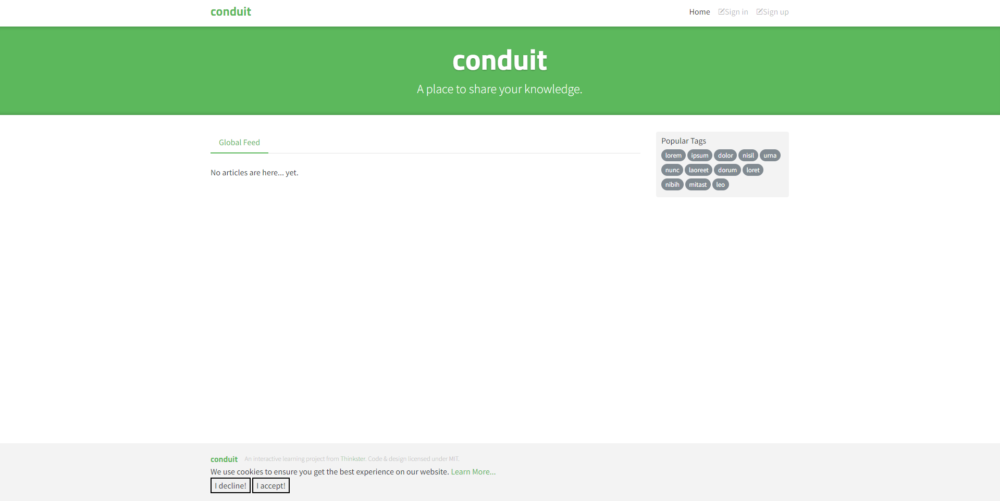 conduit
Home Sign in Sign up
conduit
A place to share your knowledge.
Global Feed
No articles are here... yet.
Popular Tags
lorem ipsum dolor nisil urna
nunc laoreet dorum loret
nibih mitast leo
conduit An interactive learning project from Thinkster. Code & design licensed under MIT.
We use cookies to ensure you get the best experience on our website. Learn More...
I decline! I accept!